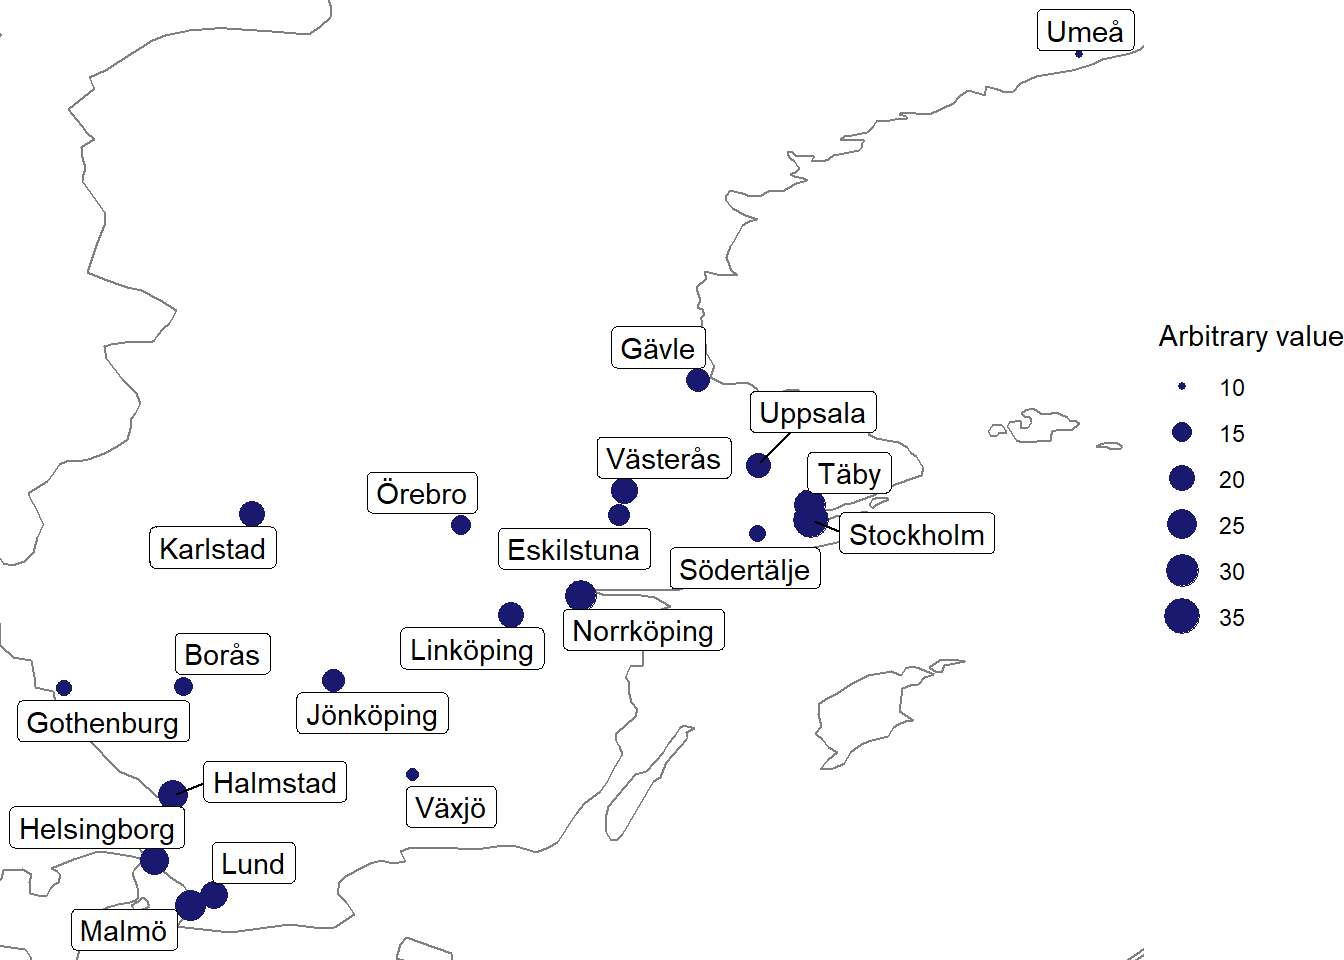 Umeå
Gävle
Uppsala
Västerås
Täby
Örebro
Karlstad
Eskilstuna
Stockholm
Södertälje
Norrköping
Linköping
Borås
Gothenburg
Jönköping
Halmstad
Växjö
Helsingborg
Lund
Malmö
Arbitrary value
10
15
20
25
30
35